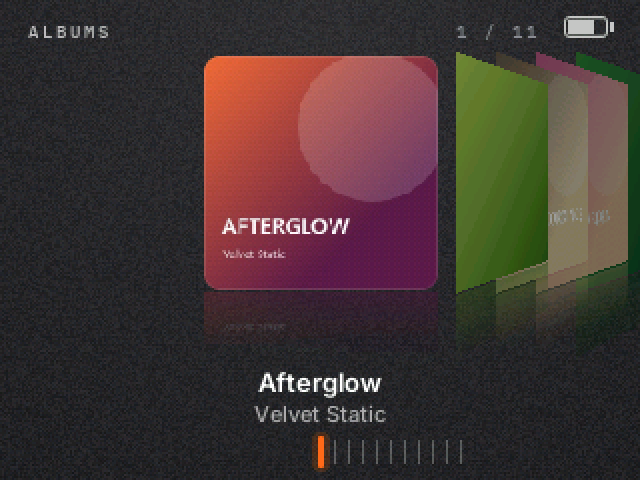 ALBUMS
1 / 11
AFTERGLOW
Velvet Static
Afterglow
Velvet Static